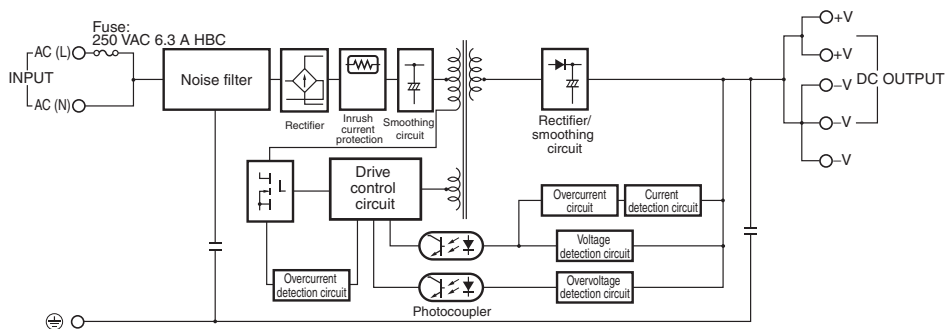 Fuse:
250 VAC 6.3 A HBC
AC (L)
INPUT
AC (N)
Noise filter
Rectifier
Inrush
current
protection
Smoothing
circuit
Rectifier/
smoothing
circuit
+V
+V
DC OUTPUT
−V
−V
−V
Drive
control
circuit
Overcurrent
circuit
Current
detection circuit
Voltage
detection circuit
Overcurrent
detection circuit
Overvoltage
detection circuit
Photocoupler